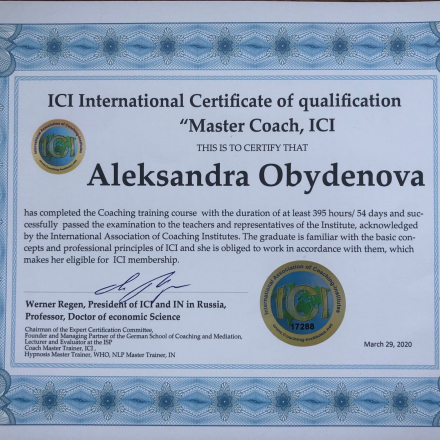 ICI International Certificate of qualification
“Master Coach, ICI
THIS IS TO CERTIFY THAT
Aleksandra Obydenova
has completed the Coaching training course with the duration of at least 395 hours/ 54 days and suc-
cessfully passed the examination to the teachers and representatives of the Institute, acknowledged
by the International Association of Coaching Institutes. The graduate is familiar with the basic con-
cepts and professional principles of ICI and she is obliged to work in accordance with them, which
makes her eligible for ICI membership.
Werner Regen, President of ICI and IN in Russia,
Professor, Doctor of economic Science
Chairman of the Expert Certification Committee,
Founder and Managing Partner of the German School of Coaching and Mediation,
Lecturer and Evaluator at the ISP
Coach Master Trainer, ICI ,
Hypnosis Master Trainer, WHO, NLP Master Trainer, IN
International Association of Coaching-Institutes
ICI
17288
March 29, 2020